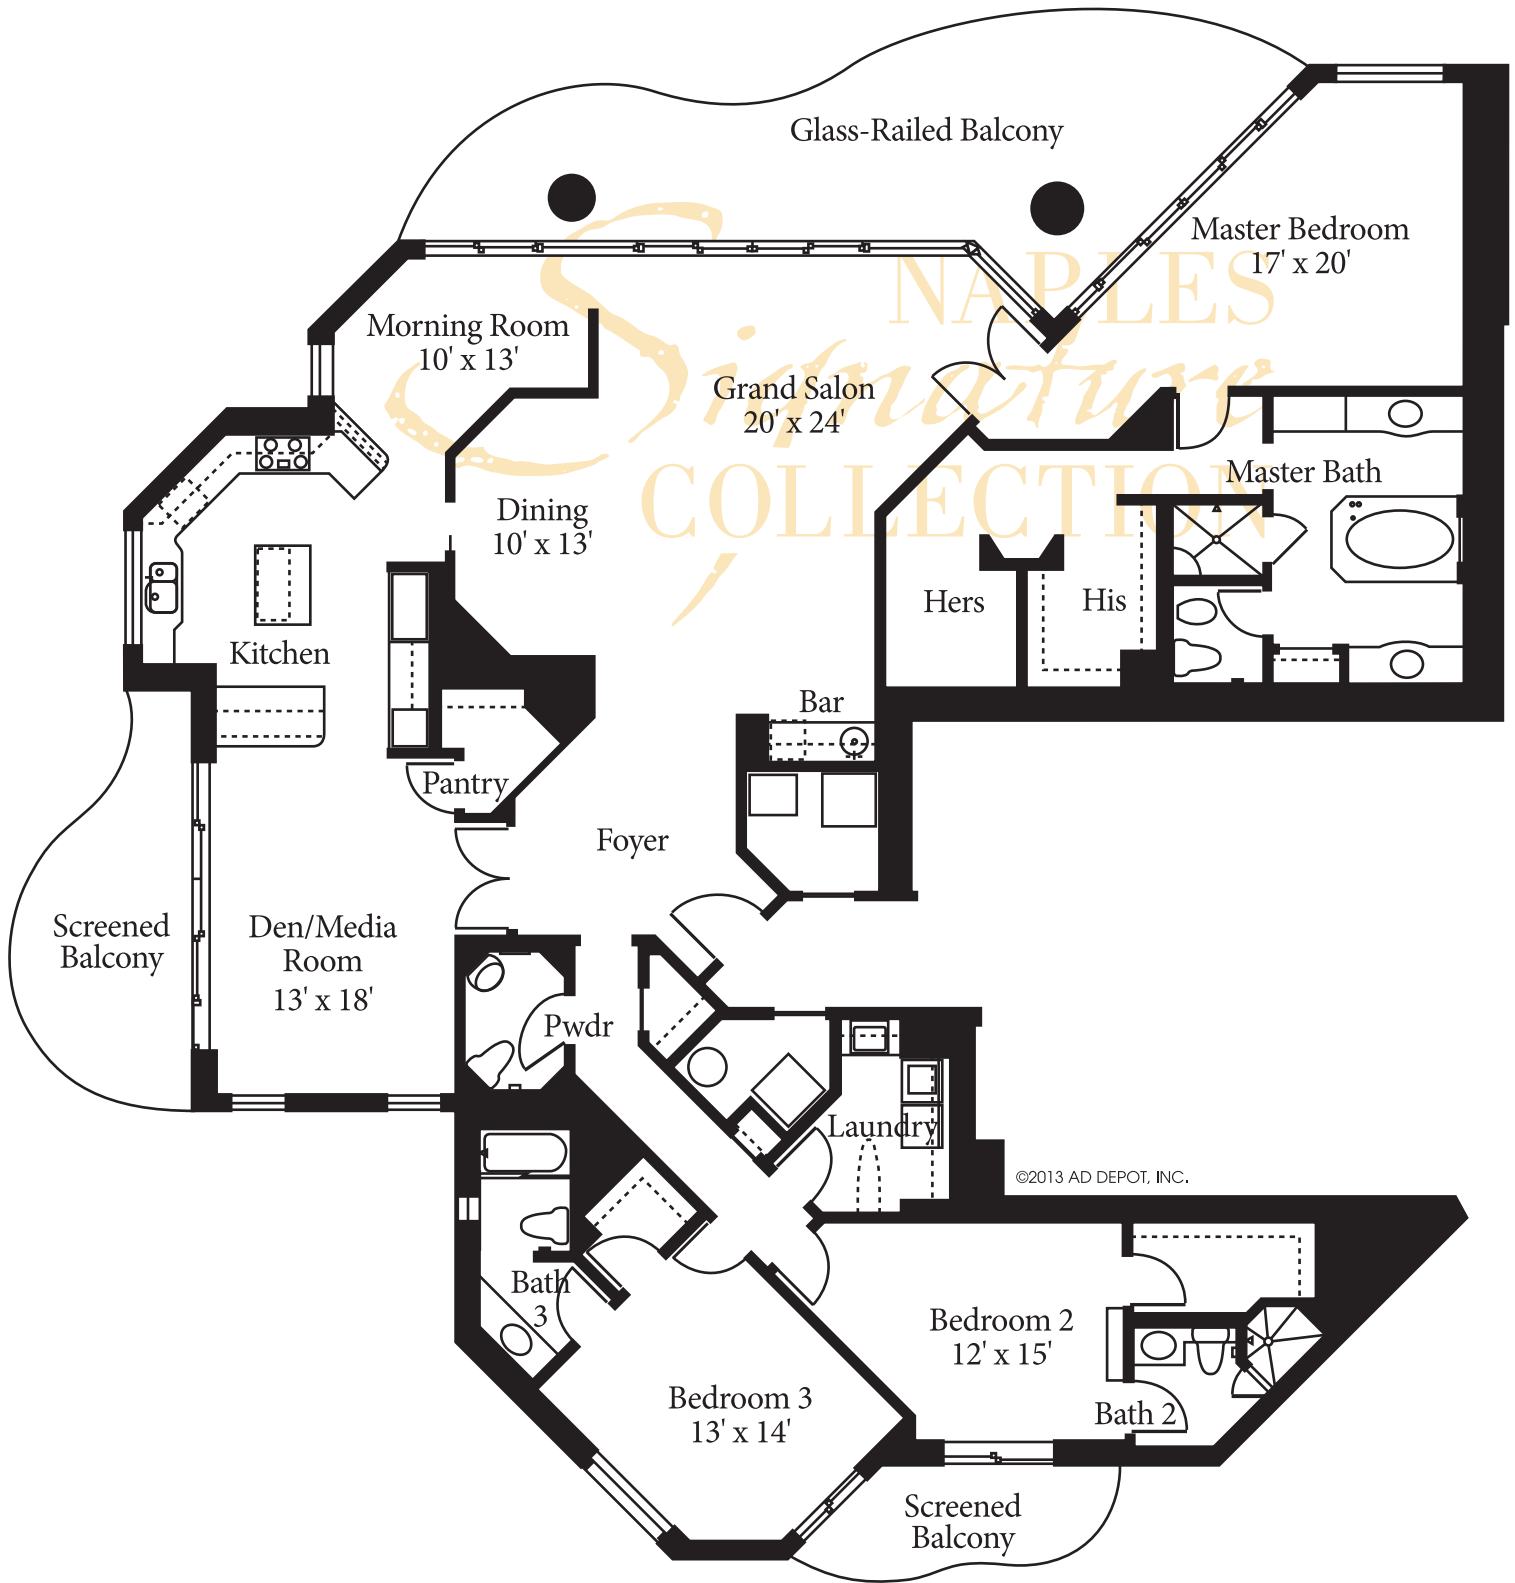 Glass-Railed Balcony
Master Bedroom
17' x 20'
NAPLES
Signature
COLLECTION
Morning Room
10' x 13'
Grand Salon
20' x 24'
Master Bath
Dining
10' x 13'
Hers
His
Kitchen
Bar
Pantry
Foyer
Screened
Balcony
Den/Media
Room
13' x 18'
Pwdr
Laundry
©2013 AD DEPOT, INC.
Bath
3
Bedroom 2
12' x 15'
Bedroom 3
13' x 14'
Bath 2
Screened
Balcony